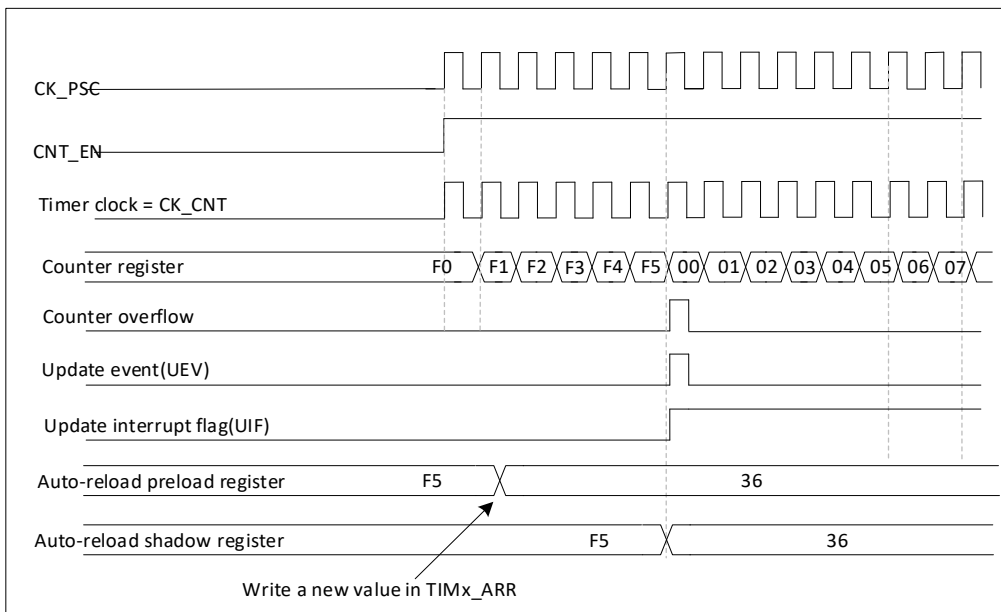 CK_PSC
CNT_EN
Timer clock = CK_CNT
Counter register F0 F1 F2 F3 F4 F5 00 01 02 03 04 05 06 07
Counter overflow
Update event(UEV)
Update interrupt flag(UIF)
Auto-reload preload register F5 36
Auto-reload shadow register F5 36
Write a new value in TIMx_ARR